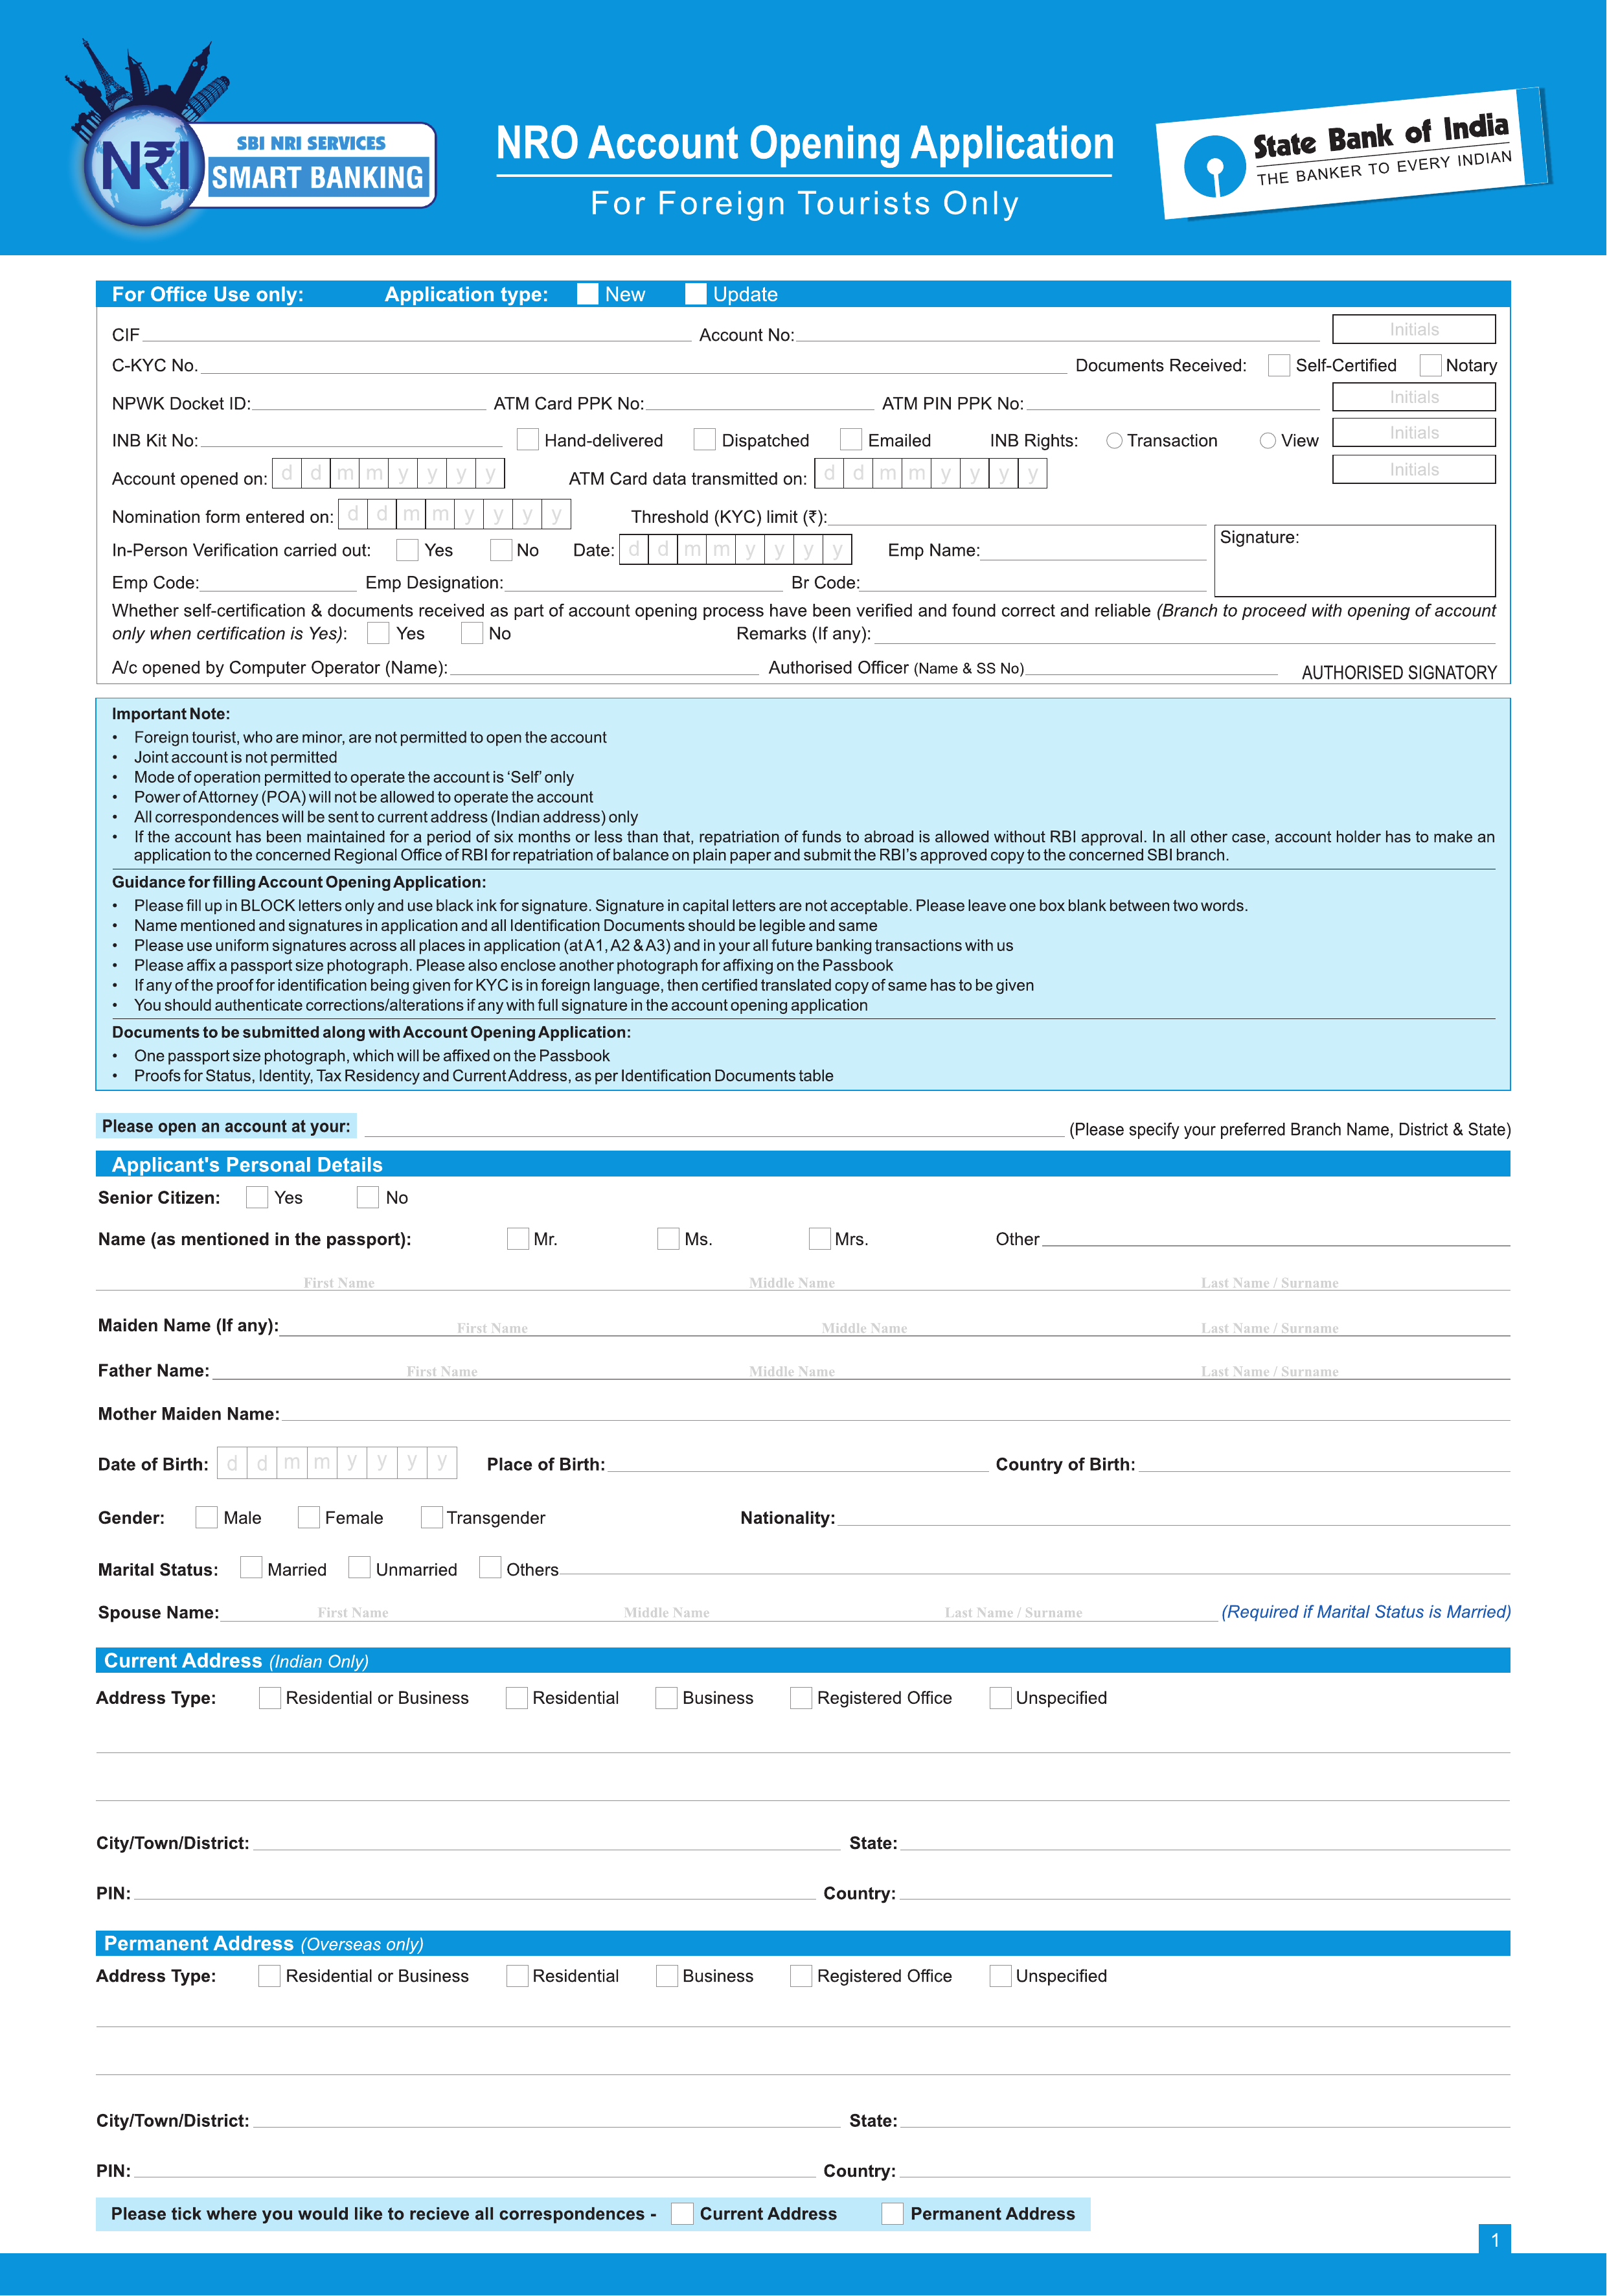 NRI
SBI NRI SERVICES
SMART BANKING
NRO Account Opening Application
For Foreign Tourists Only
State Bank of India
THE BANKER TO EVERY INDIAN
For Office Use only: Application type: New Update
CIF Account No: Initials
C-KYC No. Documents Received: Self-Certified Notary
NPWK Docket ID: ATM Card PPK No: ATM PIN PPK No: Initials
INB Kit No: Hand-delivered Dispatched Emailed INB Rights: Transaction View Initials
Account opened on: d d m m y y y y ATM Card data transmitted on: d d m m y y y y Initials
Nomination form entered on: d d m m y y y y Threshold (KYC) limit (₹):
In-Person Verification carried out: Yes No Date: d d m m y y y y Emp Name: Signature:
Emp Code: Emp Designation: Br Code:
Whether self-certification & documents received as part of account opening process have been verified and found correct and reliable (Branch to proceed with opening of account
only when certification is Yes): Yes No Remarks (If any):
A/c opened by Computer Operator (Name): Authorised Officer (Name & SS No) AUTHORISED SIGNATORY
Important Note:
• Foreign tourist, who are minor, are not permitted to open the account
• Joint account is not permitted
• Mode of operation permitted to operate the account is ‘Self’ only
• Power of Attorney (POA) will not be allowed to operate the account
• All correspondences will be sent to current address (Indian address) only
• If the account has been maintained for a period of six months or less than that, repatriation of funds to abroad is allowed without RBI approval. In all other case, account holder has to make an
application to the concerned Regional Office of RBI for repatriation of balance on plain paper and submit the RBI’s approved copy to the concerned SBI branch.
Guidance for filling Account Opening Application:
• Please fill up in BLOCK letters only and use black ink for signature. Signature in capital letters are not acceptable. Please leave one box blank between two words.
• Name mentioned and signatures in application and all Identification Documents should be legible and same
• Please use uniform signatures across all places in application (at A1, A2 & A3) and in your all future banking transactions with us
• Please affix a passport size photograph. Please also enclose another photograph for affixing on the Passbook
• If any of the proof for identification being given for KYC is in foreign language, then certified translated copy of same has to be given
• You should authenticate corrections/alterations if any with full signature in the account opening application
Documents to be submitted along with Account Opening Application:
• One passport size photograph, which will be affixed on the Passbook
• Proofs for Status, Identity, Tax Residency and Current Address, as per Identification Documents table
Please open an account at your: (Please specify your preferred Branch Name, District & State)
Applicant's Personal Details
Senior Citizen: Yes No
Name (as mentioned in the passport): Mr. Ms. Mrs. Other
First Name Middle Name Last Name / Surname
Maiden Name (If any): First Name Middle Name Last Name / Surname
Father Name: First Name Middle Name Last Name / Surname
Mother Maiden Name:
Date of Birth: d d m m y y y y Place of Birth: Country of Birth:
Gender: Male Female Transgender Nationality:
Marital Status: Married Unmarried Others
Spouse Name: First Name Middle Name Last Name / Surname (Required if Marital Status is Married)
Current Address (Indian Only)
Address Type: Residential or Business Residential Business Registered Office Unspecified
City/Town/District: State:
PIN: Country:
Permanent Address (Overseas only)
Address Type: Residential or Business Residential Business Registered Office Unspecified
City/Town/District: State:
PIN: Country:
Please tick where you would like to recieve all correspondences - Current Address Permanent Address
1